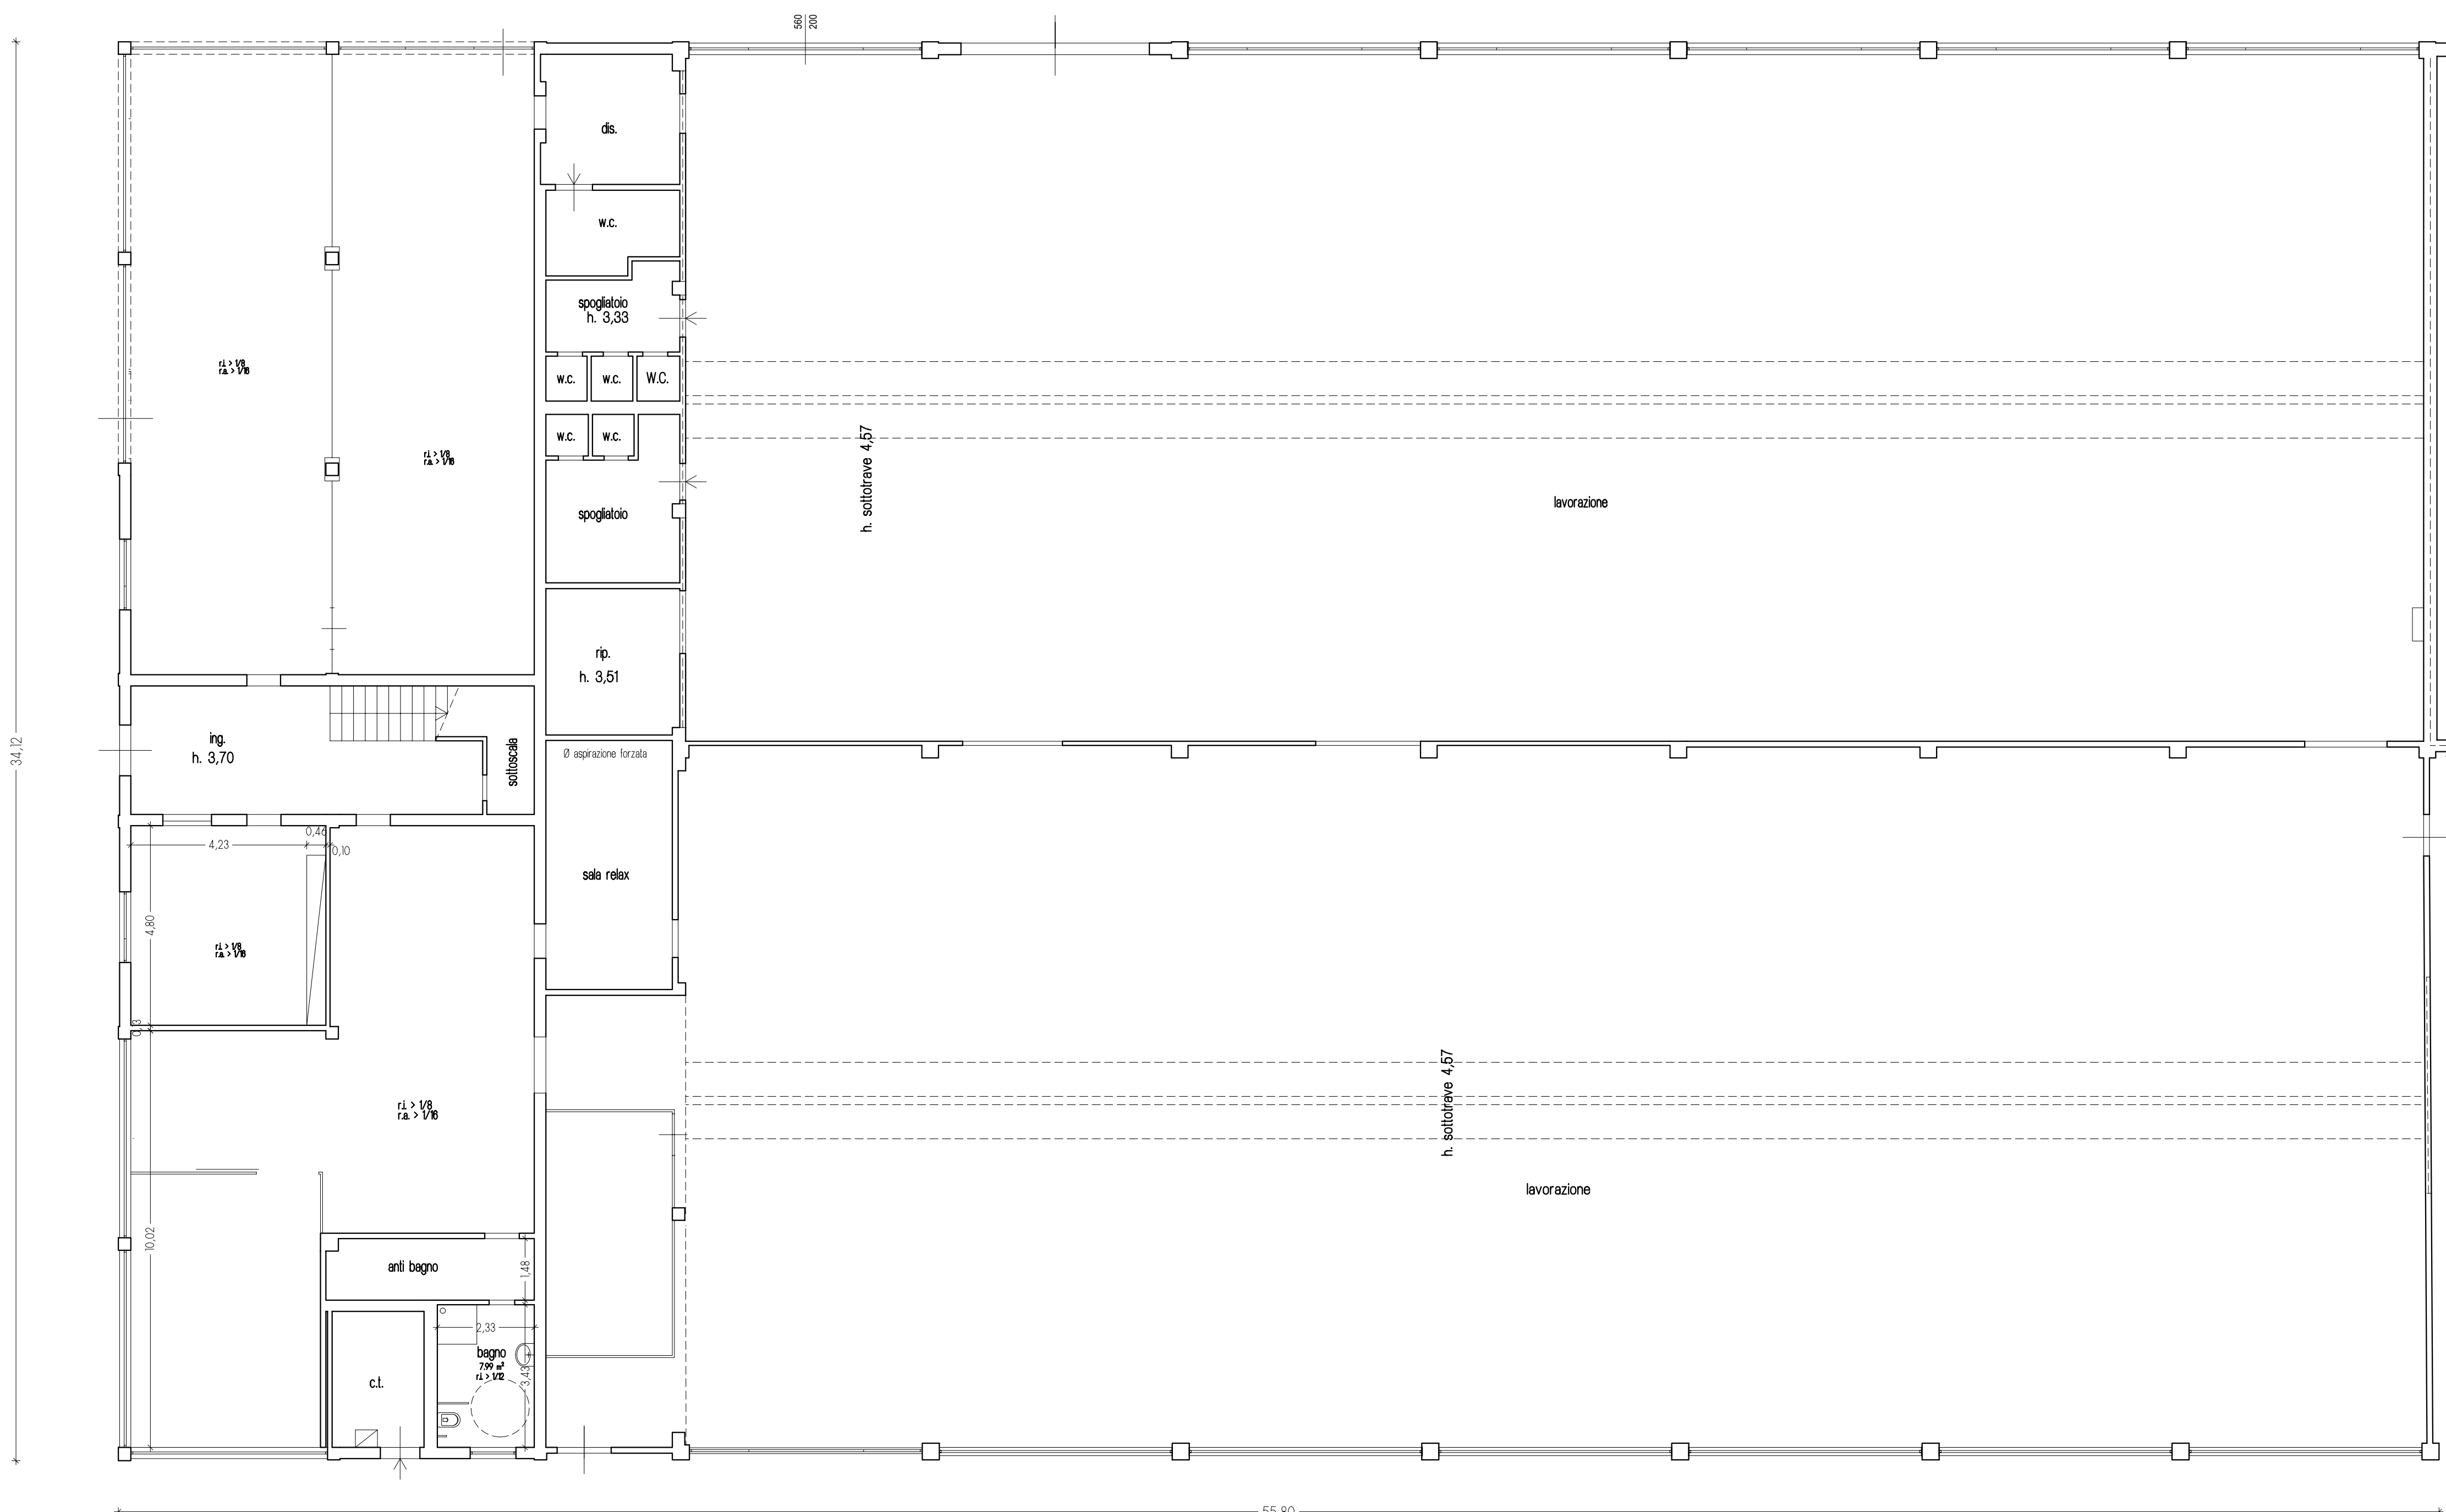 560
200
dis.
w.c.
spogliatoio
h. 3,33
r.i. > 1/8
r.a. > 1/16
w.c.
w.c.
W.C.
w.c.
w.c.
r.i. > 1/8
r.a. > 1/16
h. sottotrave 4,57
lavorazione
spogliatoio
rip.
h. 3,51
34,12
ing.
h. 3,70
sottoscala
Ø aspirazione forzata
0,46
4,23
0,10
sala relax
4,80
r.i. > 1/8
r.a. > 1/16
r.i. > 1/8
r.a. > 1/16
h. sottotrave 4,57
lavorazione
10,02
anti bagno
1,48
2,33
bagno
7.99 m²
r.i. > 1/12
3,43
c.t.
55,80